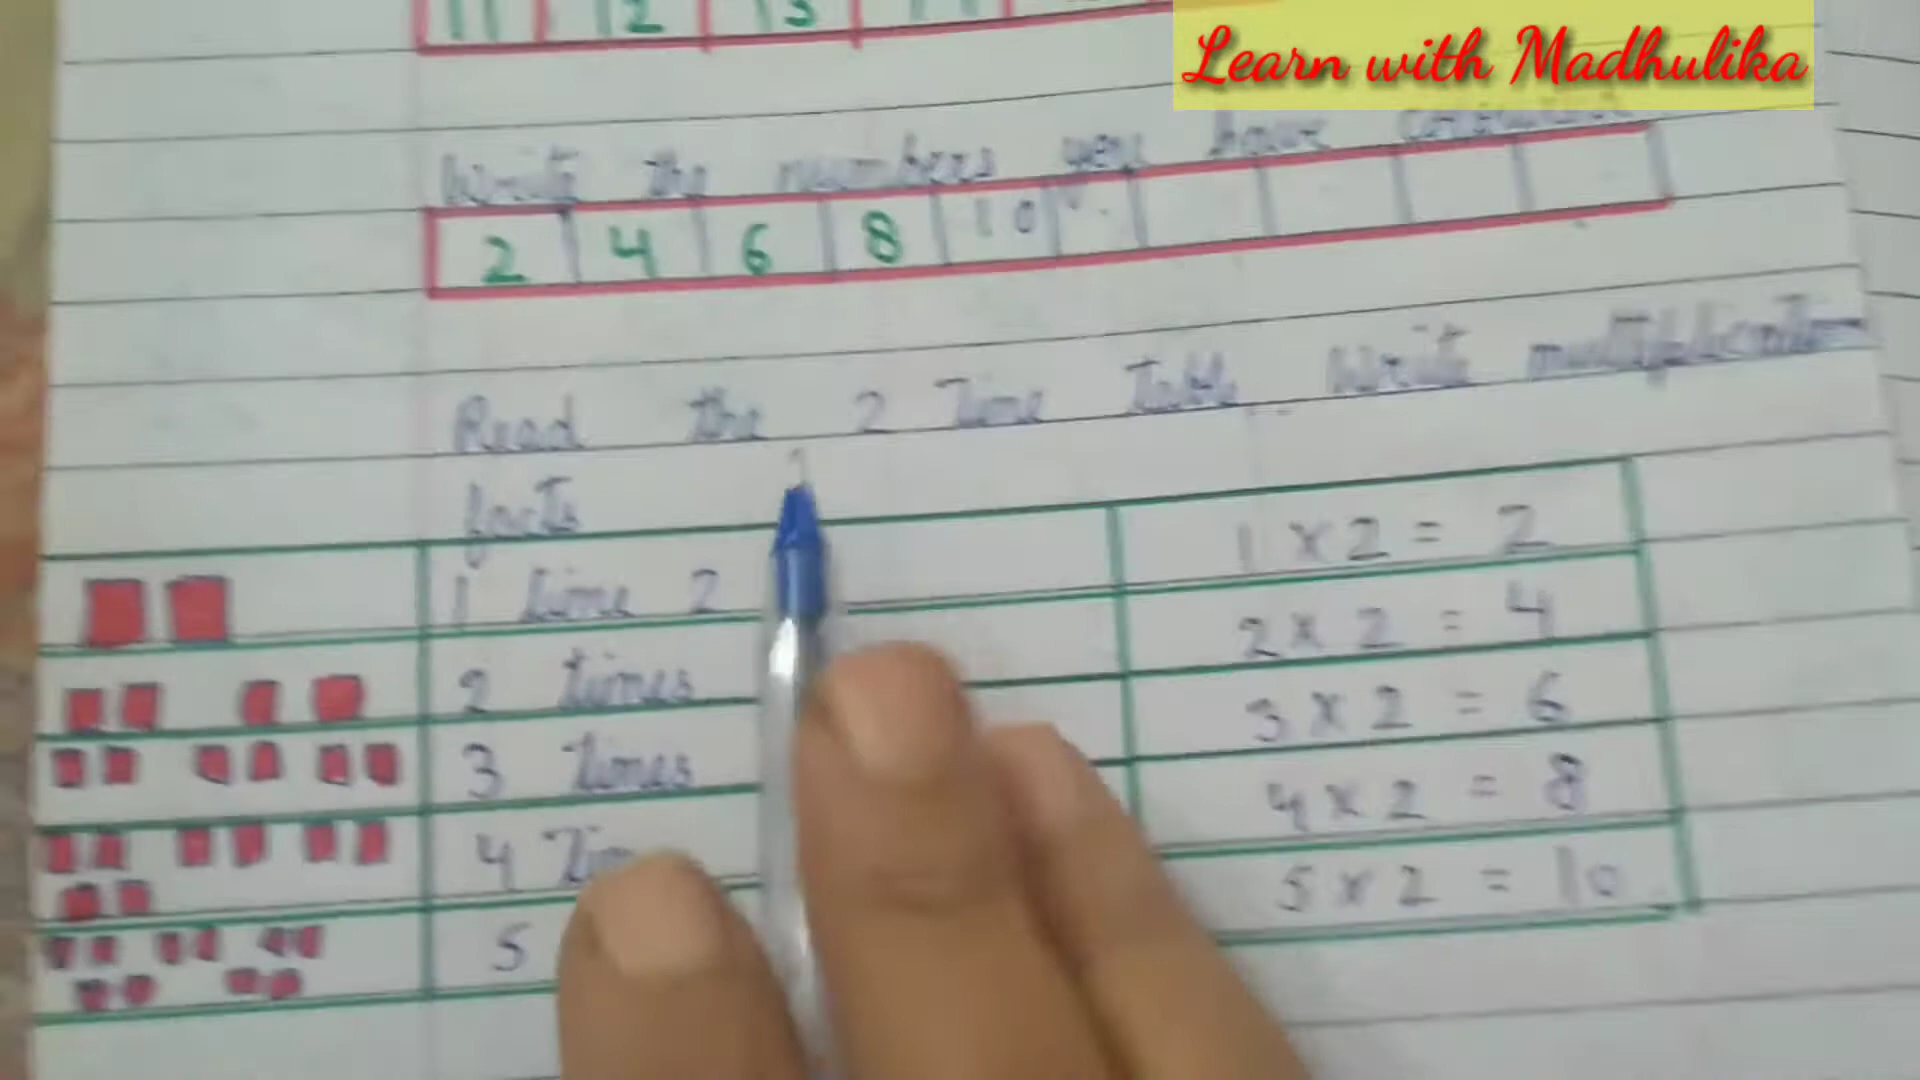 11 12 13
Learn with Madhulika
Write the numbers you have
2 4 6 8 10
Read the 2 Time Table. Write multiplication
facts
1 time 2 1 x 2 = 2
2 times 2 x 2 = 4
3 times 3 x 2 = 6
4 4 x 2 = 8
5 5 x 2 = 10